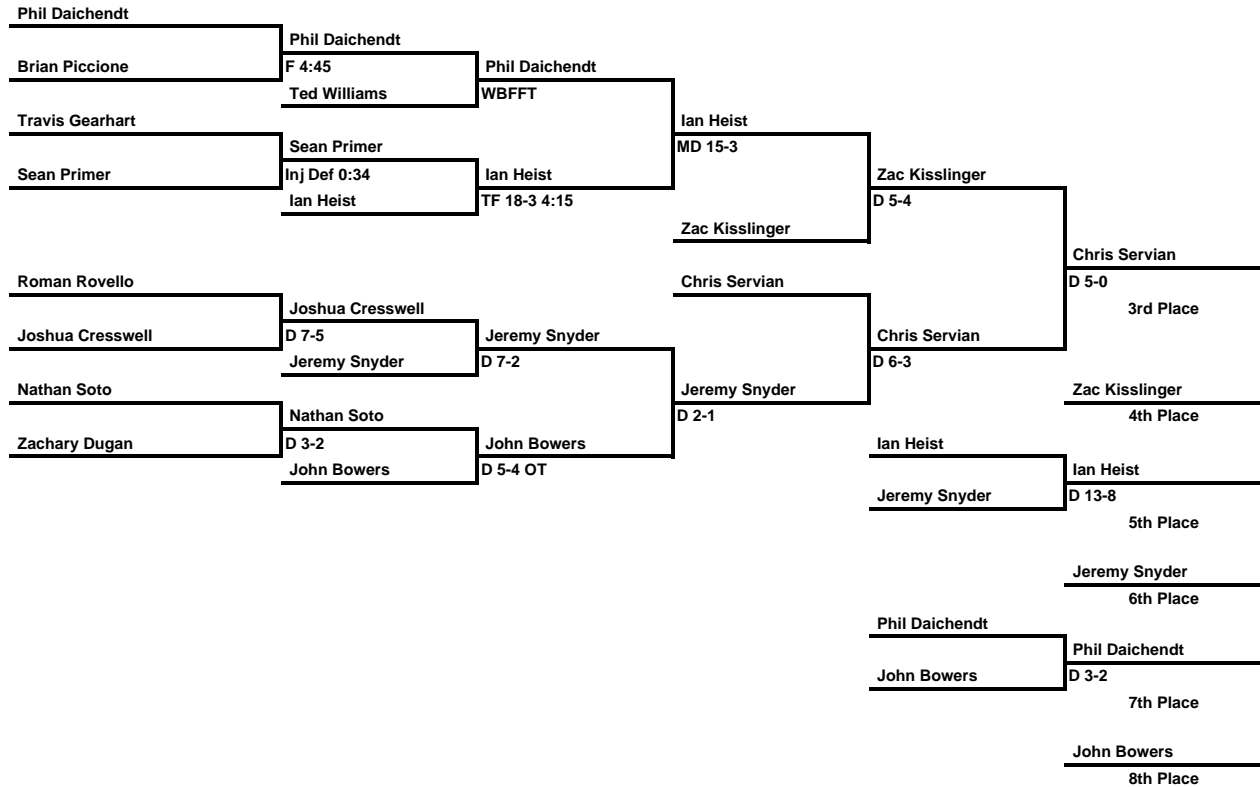 Phil Daichendt
Phil Daichendt
Brian Piccione
F 4:45
Phil Daichendt
Ted Williams
WBFFT
Travis Gearhart
Ian Heist
Sean Primer
MD 15-3
Sean Primer
Inj Def 0:34
Ian Heist
Zac Kisslinger
Ian Heist
TF 18-3 4:15
D 5-4
Zac Kisslinger
Chris Servian
Roman Rovello
Chris Servian
D 5-0
Joshua Cresswell
3rd Place
Joshua Cresswell
D 7-5
Jeremy Snyder
Chris Servian
Jeremy Snyder
D 7-2
D 6-3
Nathan Soto
Jeremy Snyder
Zac Kisslinger
Nathan Soto
D 2-1
4th Place
Zachary Dugan
D 3-2
John Bowers
Ian Heist
John Bowers
D 5-4 OT
Ian Heist
Jeremy Snyder
D 13-8
5th Place
Jeremy Snyder
6th Place
Phil Daichendt
Phil Daichendt
John Bowers
D 3-2
7th Place
John Bowers
8th Place